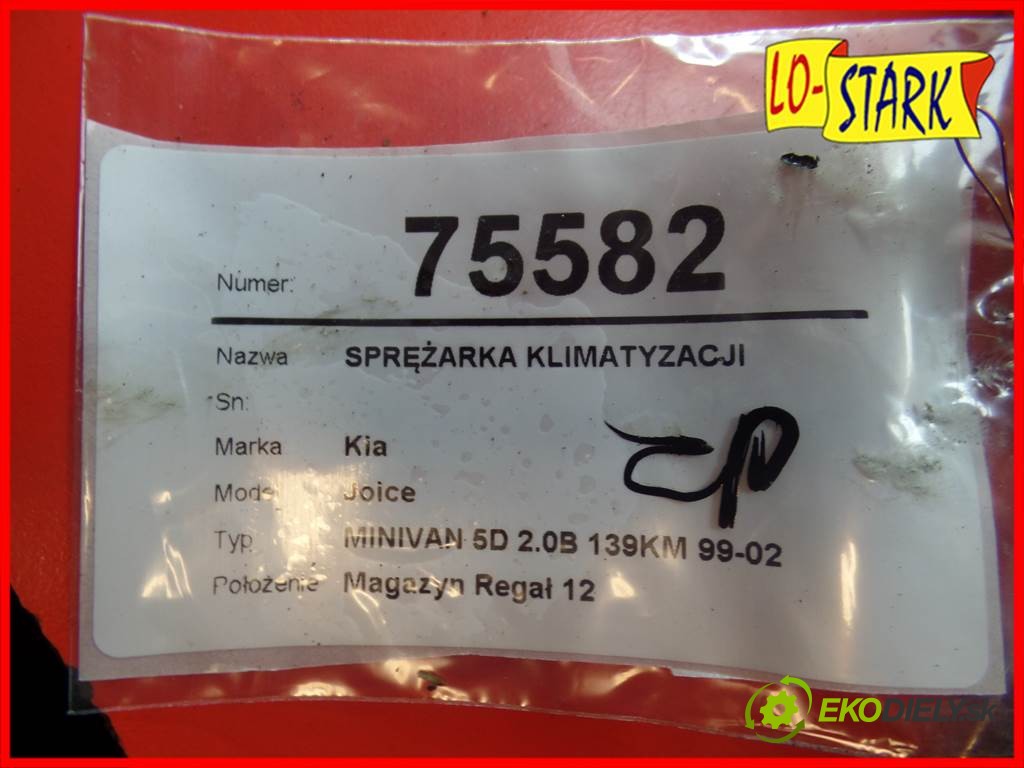 LO-STARK
Numer: 75582
Nazwa SPRĘŻARKA KLIMATYZACJI
Sn:
Marka Kia
Model Joice
Typ MINIVAN 5D 2.0B 139KM 99-02
Położenie Magazyn Regał 12
EKODIELY.SK